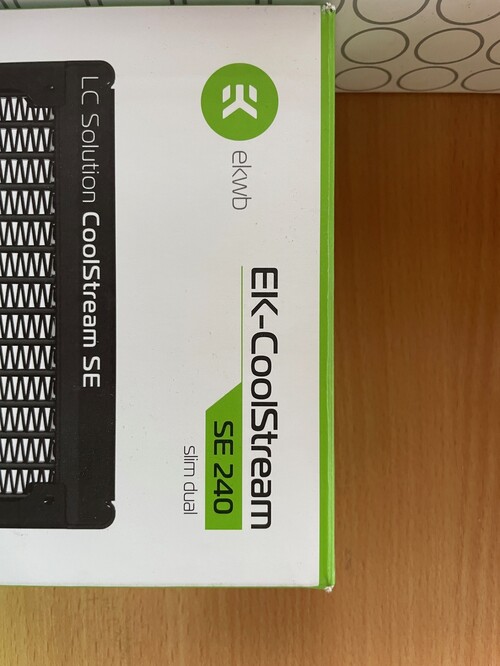 ekwb
EK-CoolStream
SE 240
slim dual
LC Solution CoolStream SE